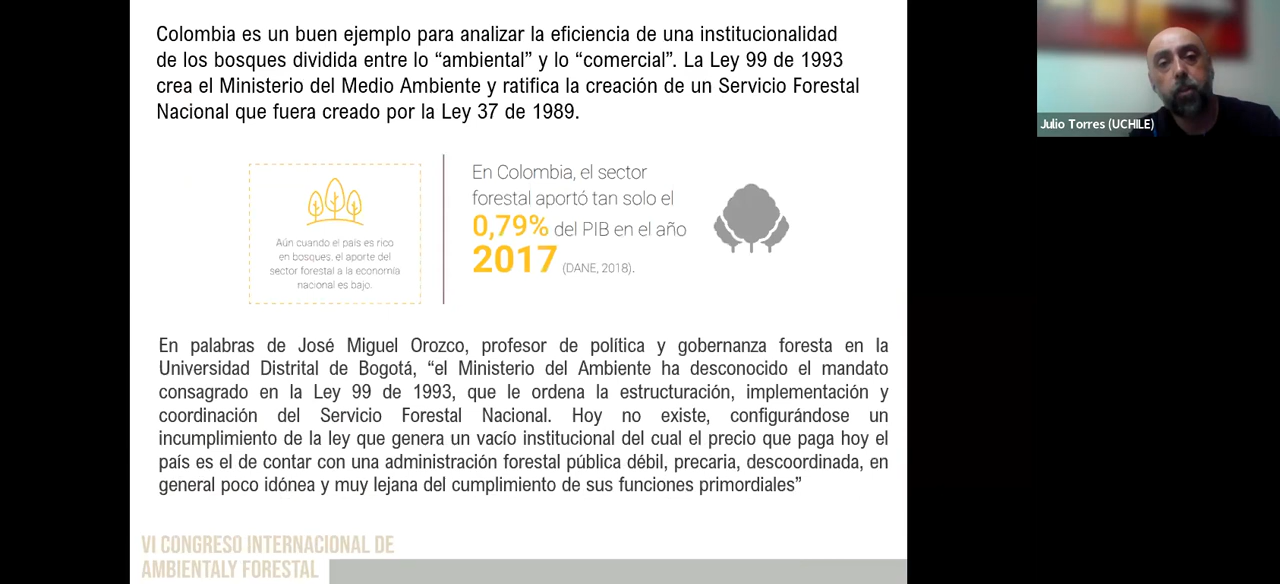 Colombia es un buen ejemplo para analizar la eficiencia de una institucionalidad
de los bosques dividida entre lo “ambiental” y lo “comercial”. La Ley 99 de 1993
crea el Ministerio del Medio Ambiente y ratifica la creación de un Servicio Forestal
Nacional que fuera creado por la Ley 37 de 1989.
Julio Torres (UCHILE)
Aún cuando el país es rico
en bosques, el aporte del
sector forestal a la economía
nacional es bajo.
En Colombia, el sector
forestal aportó tan solo el
0,79% del PIB en el año
2017 (DANE, 2018).
En palabras de José Miguel Orozco, profesor de política y gobernanza foresta en la
Universidad Distrital de Bogotá, “el Ministerio del Ambiente ha desconocido el mandato
consagrado en la Ley 99 de 1993, que le ordena la estructuración, implementación y
coordinación del Servicio Forestal Nacional. Hoy no existe, configurándose un
incumplimiento de la ley que genera un vacío institucional del cual el precio que paga hoy el
país es el de contar con una administración forestal pública débil, precaria, descoordinada, en
general poco idónea y muy lejana del cumplimiento de sus funciones primordiales”
VI CONGRESO INTERNACIONAL DE
AMBIENTALY FORESTAL